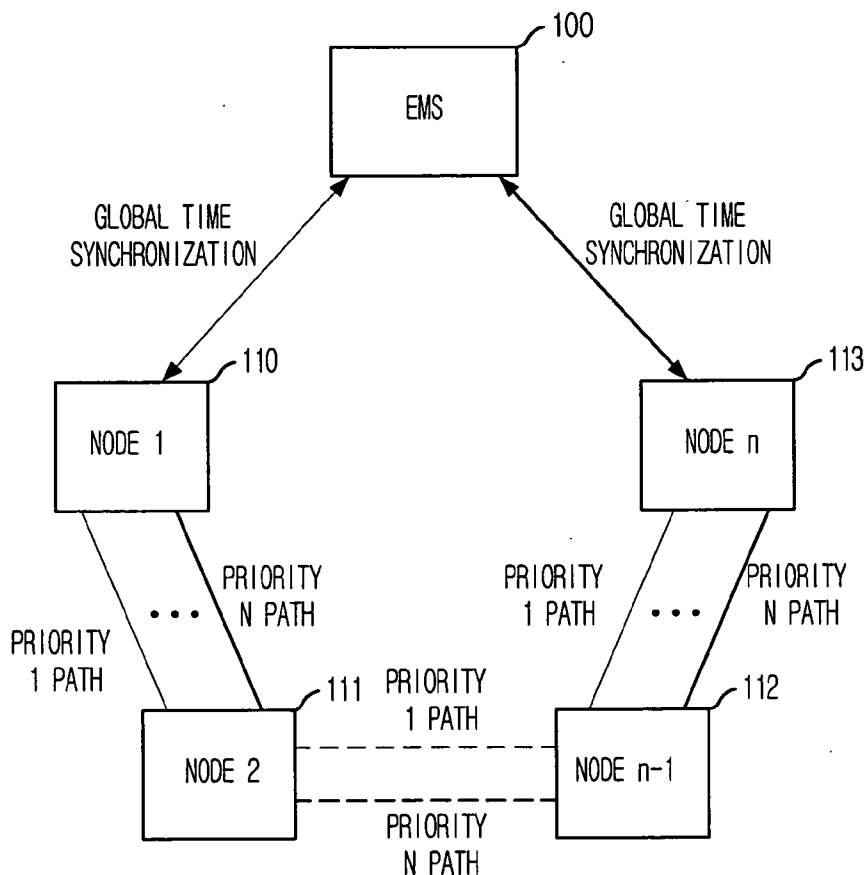 100
EMS
GLOBAL TIME
SYNCHRONIZATION
GLOBAL TIME
SYNCHRONIZATION
110
NODE 1
113
NODE n
PRIORITY
N PATH
PRIORITY
1 PATH
PRIORITY
1 PATH
PRIORITY
N PATH
111
NODE 2
PRIORITY
1 PATH
112
NODE n-1
PRIORITY
N PATH